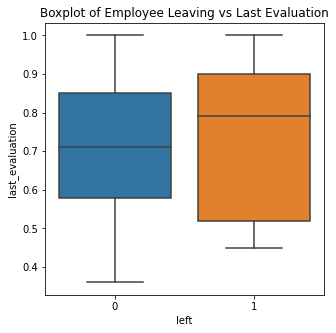 Boxplot of Employee Leaving vs Last Evaluation
1.0
0.9
0.8
0.7
0.6
0.5
0.4
last_evaluation
0 1
left